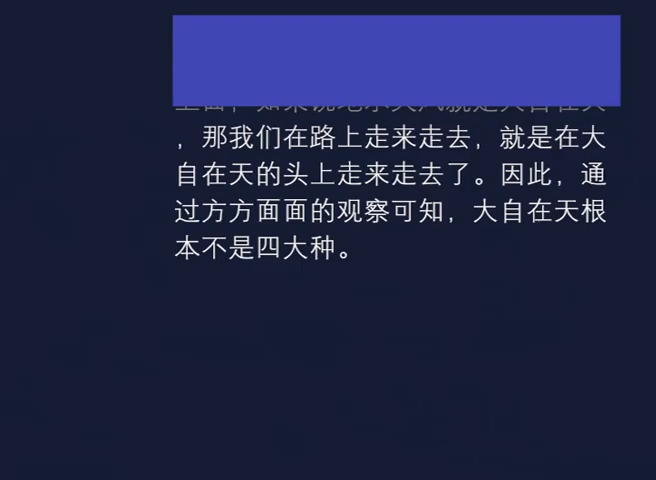 ，那我们在路上走来走去，就是在大
自在天的头上走来走去了。因此，通
过方方面面的观察可知，大自在天根
本不是四大种。